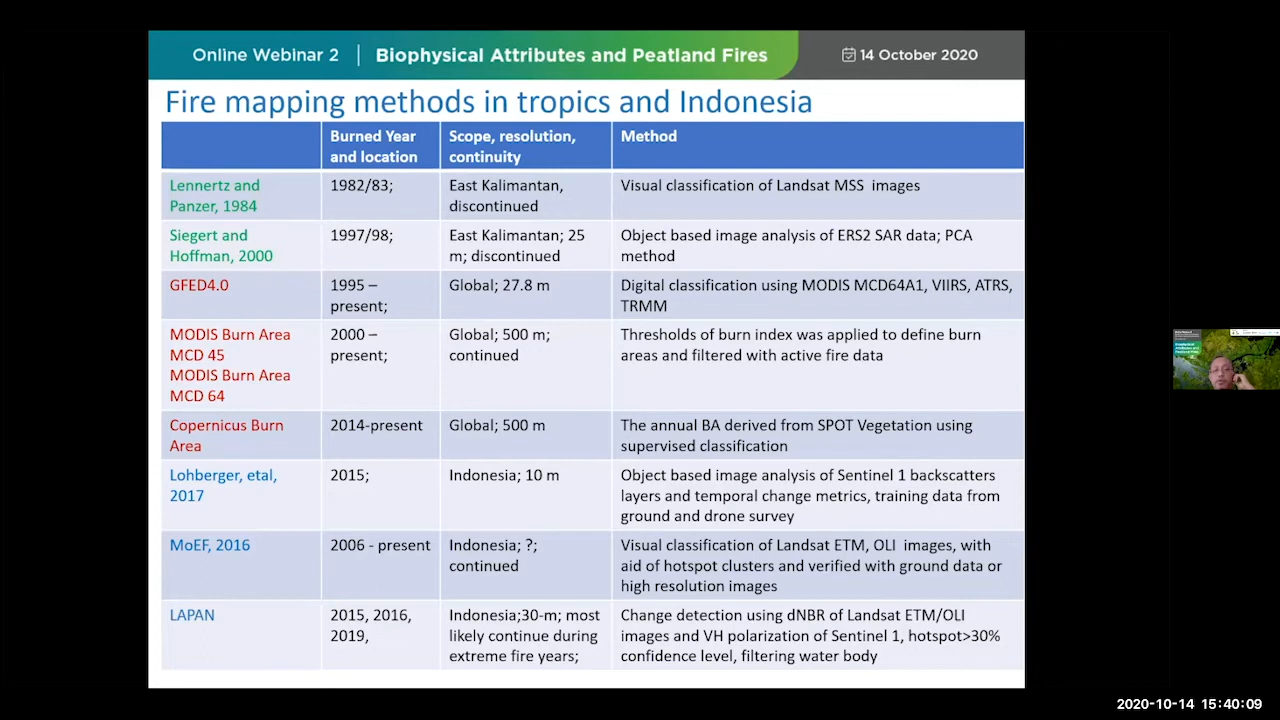 Online Webinar 2 | Biophysical Attributes and Peatland Fires
14 October 2020
Fire mapping methods in tropics and Indonesia
Burned Year
and location
Scope, resolution,
continuity
Method
Lennertz and
Panzer, 1984
1982/83;
East Kalimantan,
discontinued
Visual classification of Landsat MSS images
Siegert and
Hoffman, 2000
1997/98;
East Kalimantan; 25
m; discontinued
Object based image analysis of ERS2 SAR data; PCA
method
GFED4.0
1995 –
present;
Global; 27.8 m
Digital classification using MODIS MCD64A1, VIIRS, ATRS,
TRMM
MODIS Burn Area
MCD 45
MODIS Burn Area
MCD 64
2000 –
present;
Global; 500 m;
continued
Thresholds of burn index was applied to define burn
areas and filtered with active fire data
Copernicus Burn
Area
2014-present
Global; 500 m
The annual BA derived from SPOT Vegetation using
supervised classification
Lohberger, etal,
2017
2015;
Indonesia; 10 m
Object based image analysis of Sentinel 1 backscatters
layers and temporal change metrics, training data from
ground and drone survey
MoEF, 2016
2006 - present
Indonesia; ?;
continued
Visual classification of Landsat ETM, OLI images, with
aid of hotspot clusters and verified with ground data or
high resolution images
LAPAN
2015, 2016,
2019,
Indonesia;30-m; most
likely continue during
extreme fire years;
Change detection using dNBR of Landsat ETM/OLI
images and VH polarization of Sentinel 1, hotspot>30%
confidence level, filtering water body
2020-10-14 15:40:09